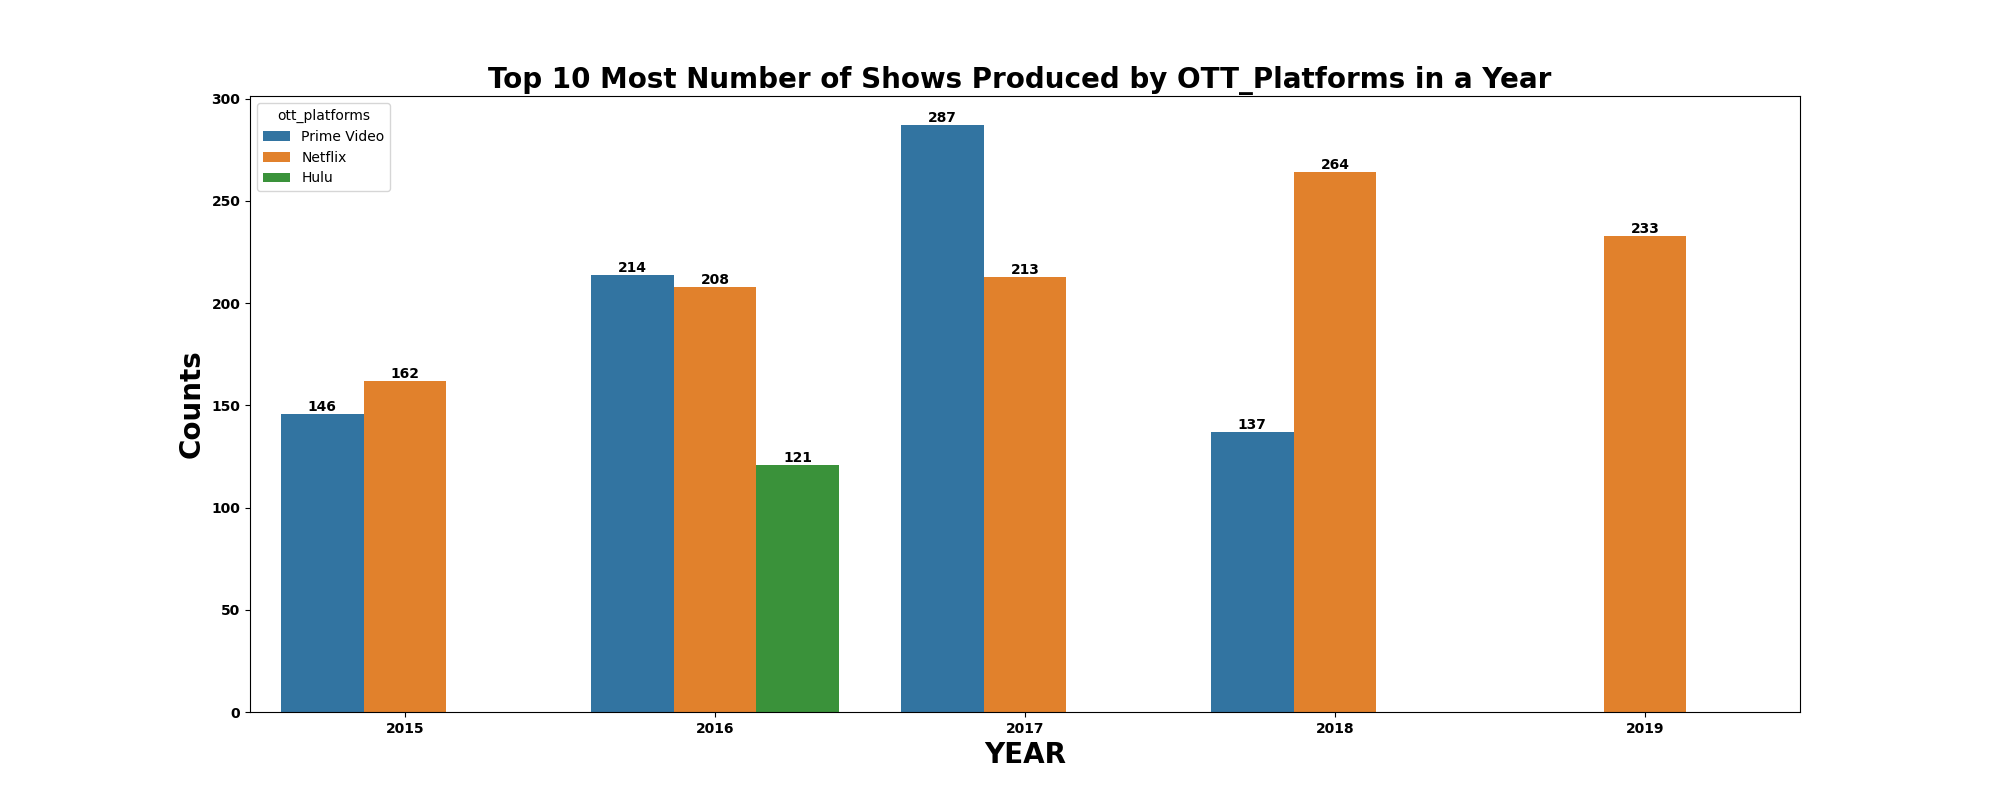 Top 10 Most Number of Shows Produced by OTT_Platforms in a Year
ott_platforms
Prime Video
Netflix
Hulu
Counts
300
250
200
150
100
50
0
146
162
214
208
121
287
213
137
264
233
2015 2016 2017 2018 2019
YEAR